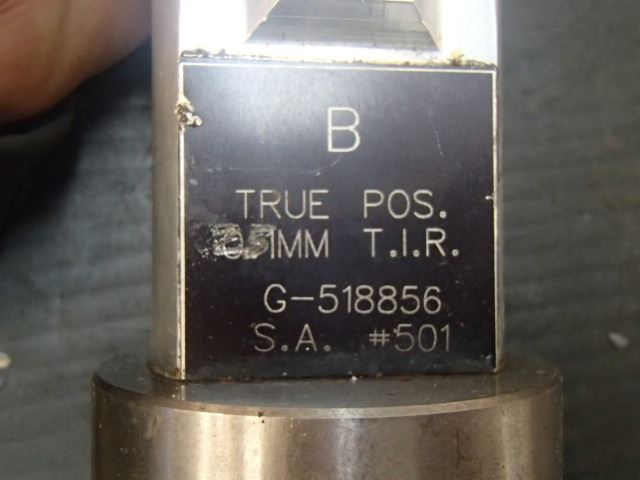 B
TRUE POS.
MM T.I.R.
G-518856
S.A. #501